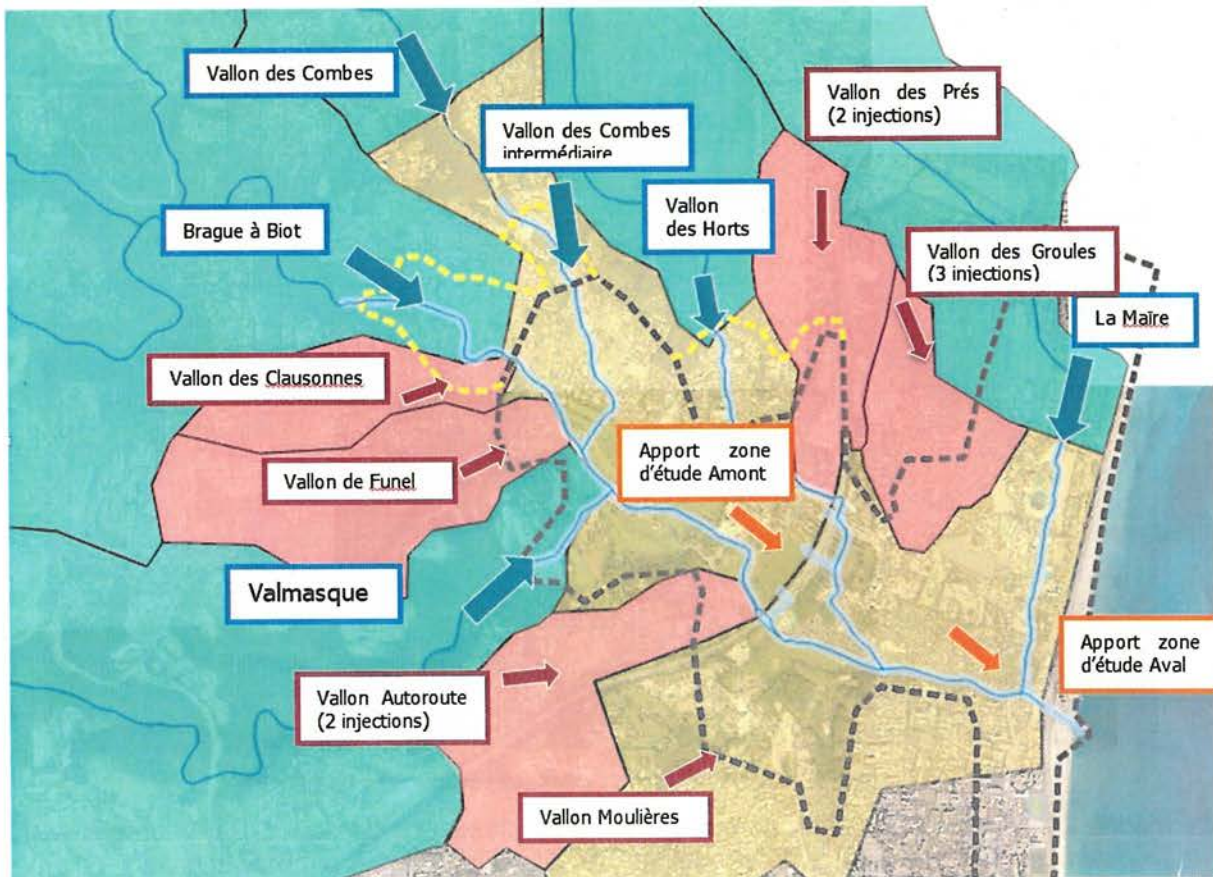 Vallon des Combes
Vallon des Combes
intermédiaire
Vallon des Prés
(2 injections)
Brague à Biot
Vallon
des Horts
Vallon des Groules
(3 injections)
La Maïre
Vallon des Clausonnes
Vallon de Funel
Apport zone
d'étude Amont
Valmasque
Apport zone
d'étude Aval
Vallon Autoroute
(2 injections)
Vallon Moulières